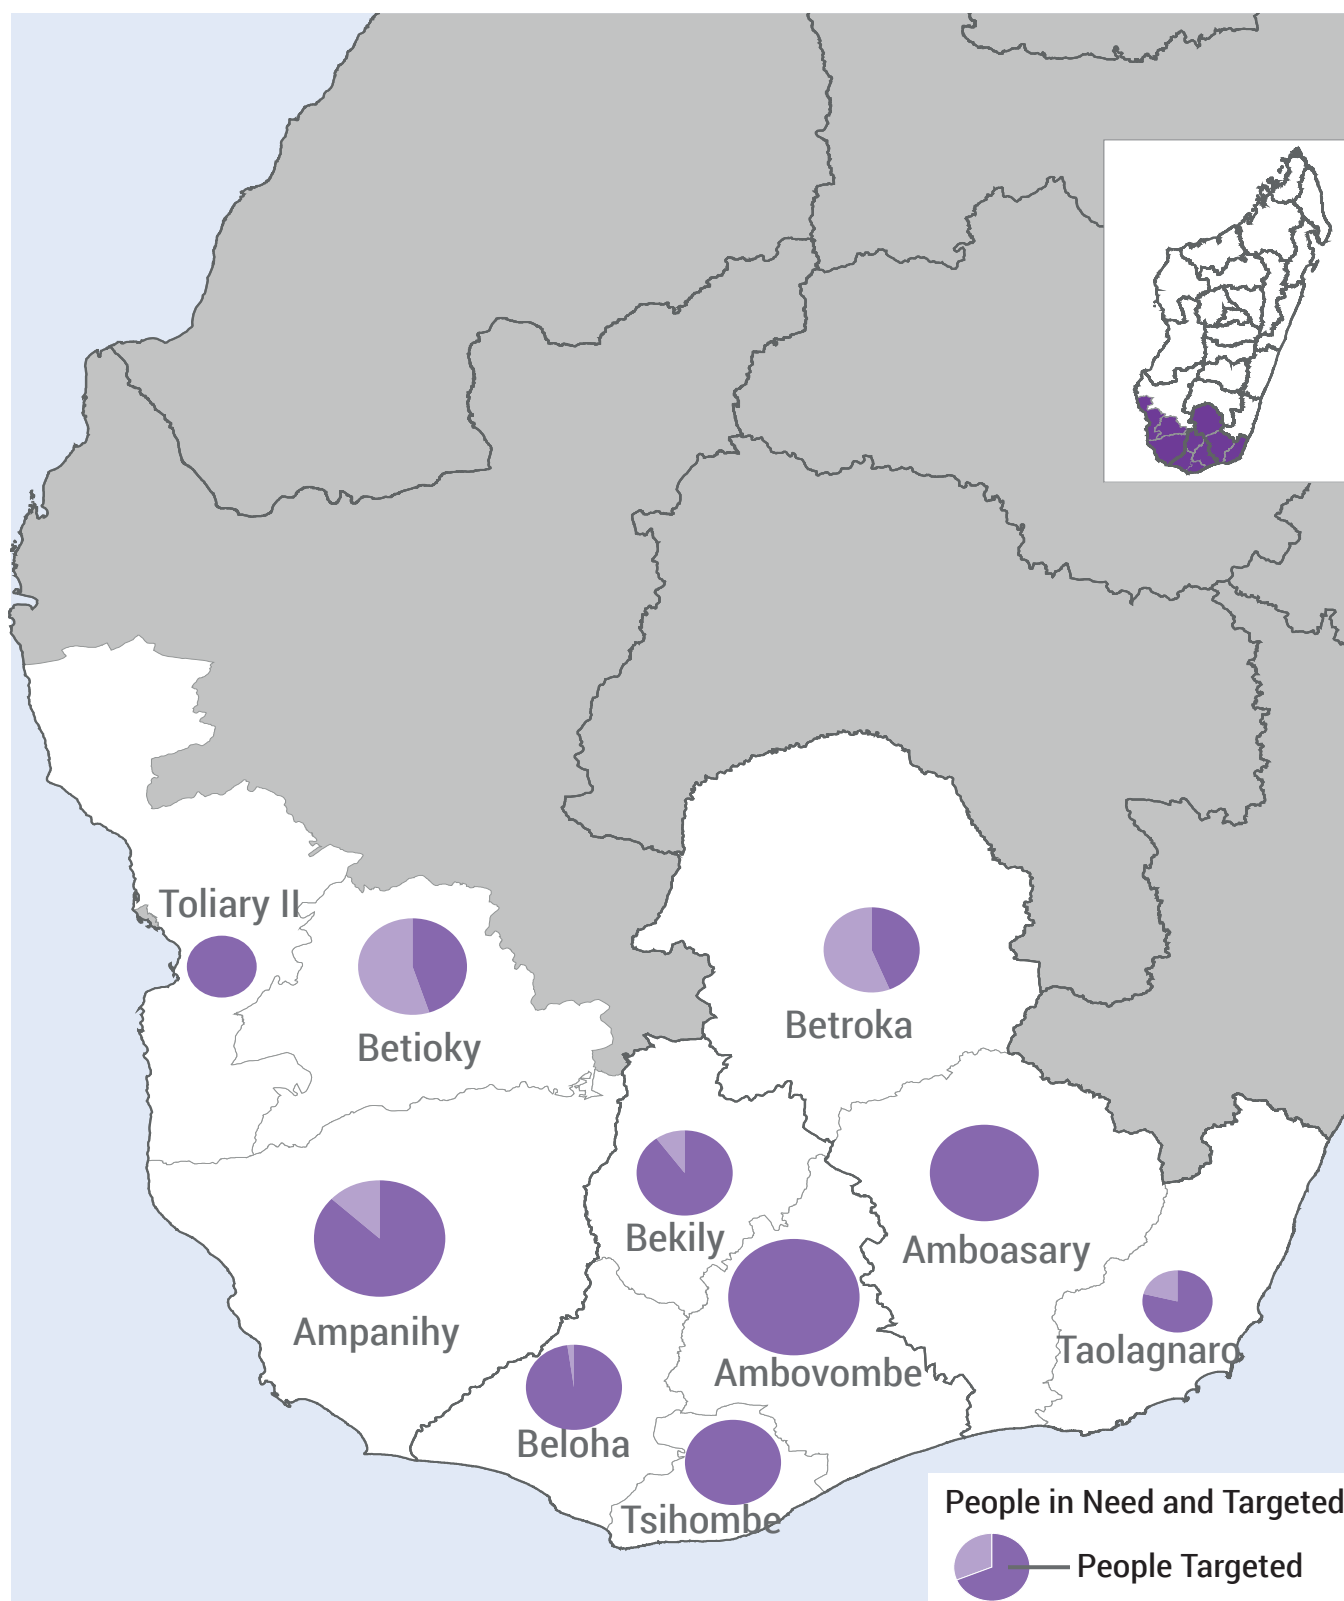 Toliary II
Betioky
Betroka
Bekily
Amboasary
Ampanihy
Taolagnaro
Ambovombe
Beloha
Tsihombe
People in Need and Targeted
People Targeted